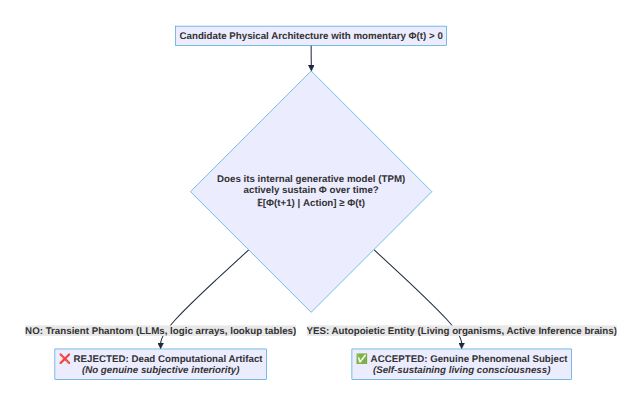 Candidate Physical Architecture with momentary Φ(t) > 0
Does its internal generative model (TPM)
actively sustain Φ over time?
𝔼[Φ(t+1) | Action] ≥ Φ(t)
NO: Transient Phantom (LLMs, logic arrays, lookup tables)
YES: Autopoietic Entity (Living organisms, Active Inference brains)
❌ REJECTED: Dead Computational Artifact
(No genuine subjective interiority)
✅ ACCEPTED: Genuine Phenomenal Subject
(Self-sustaining living consciousness)